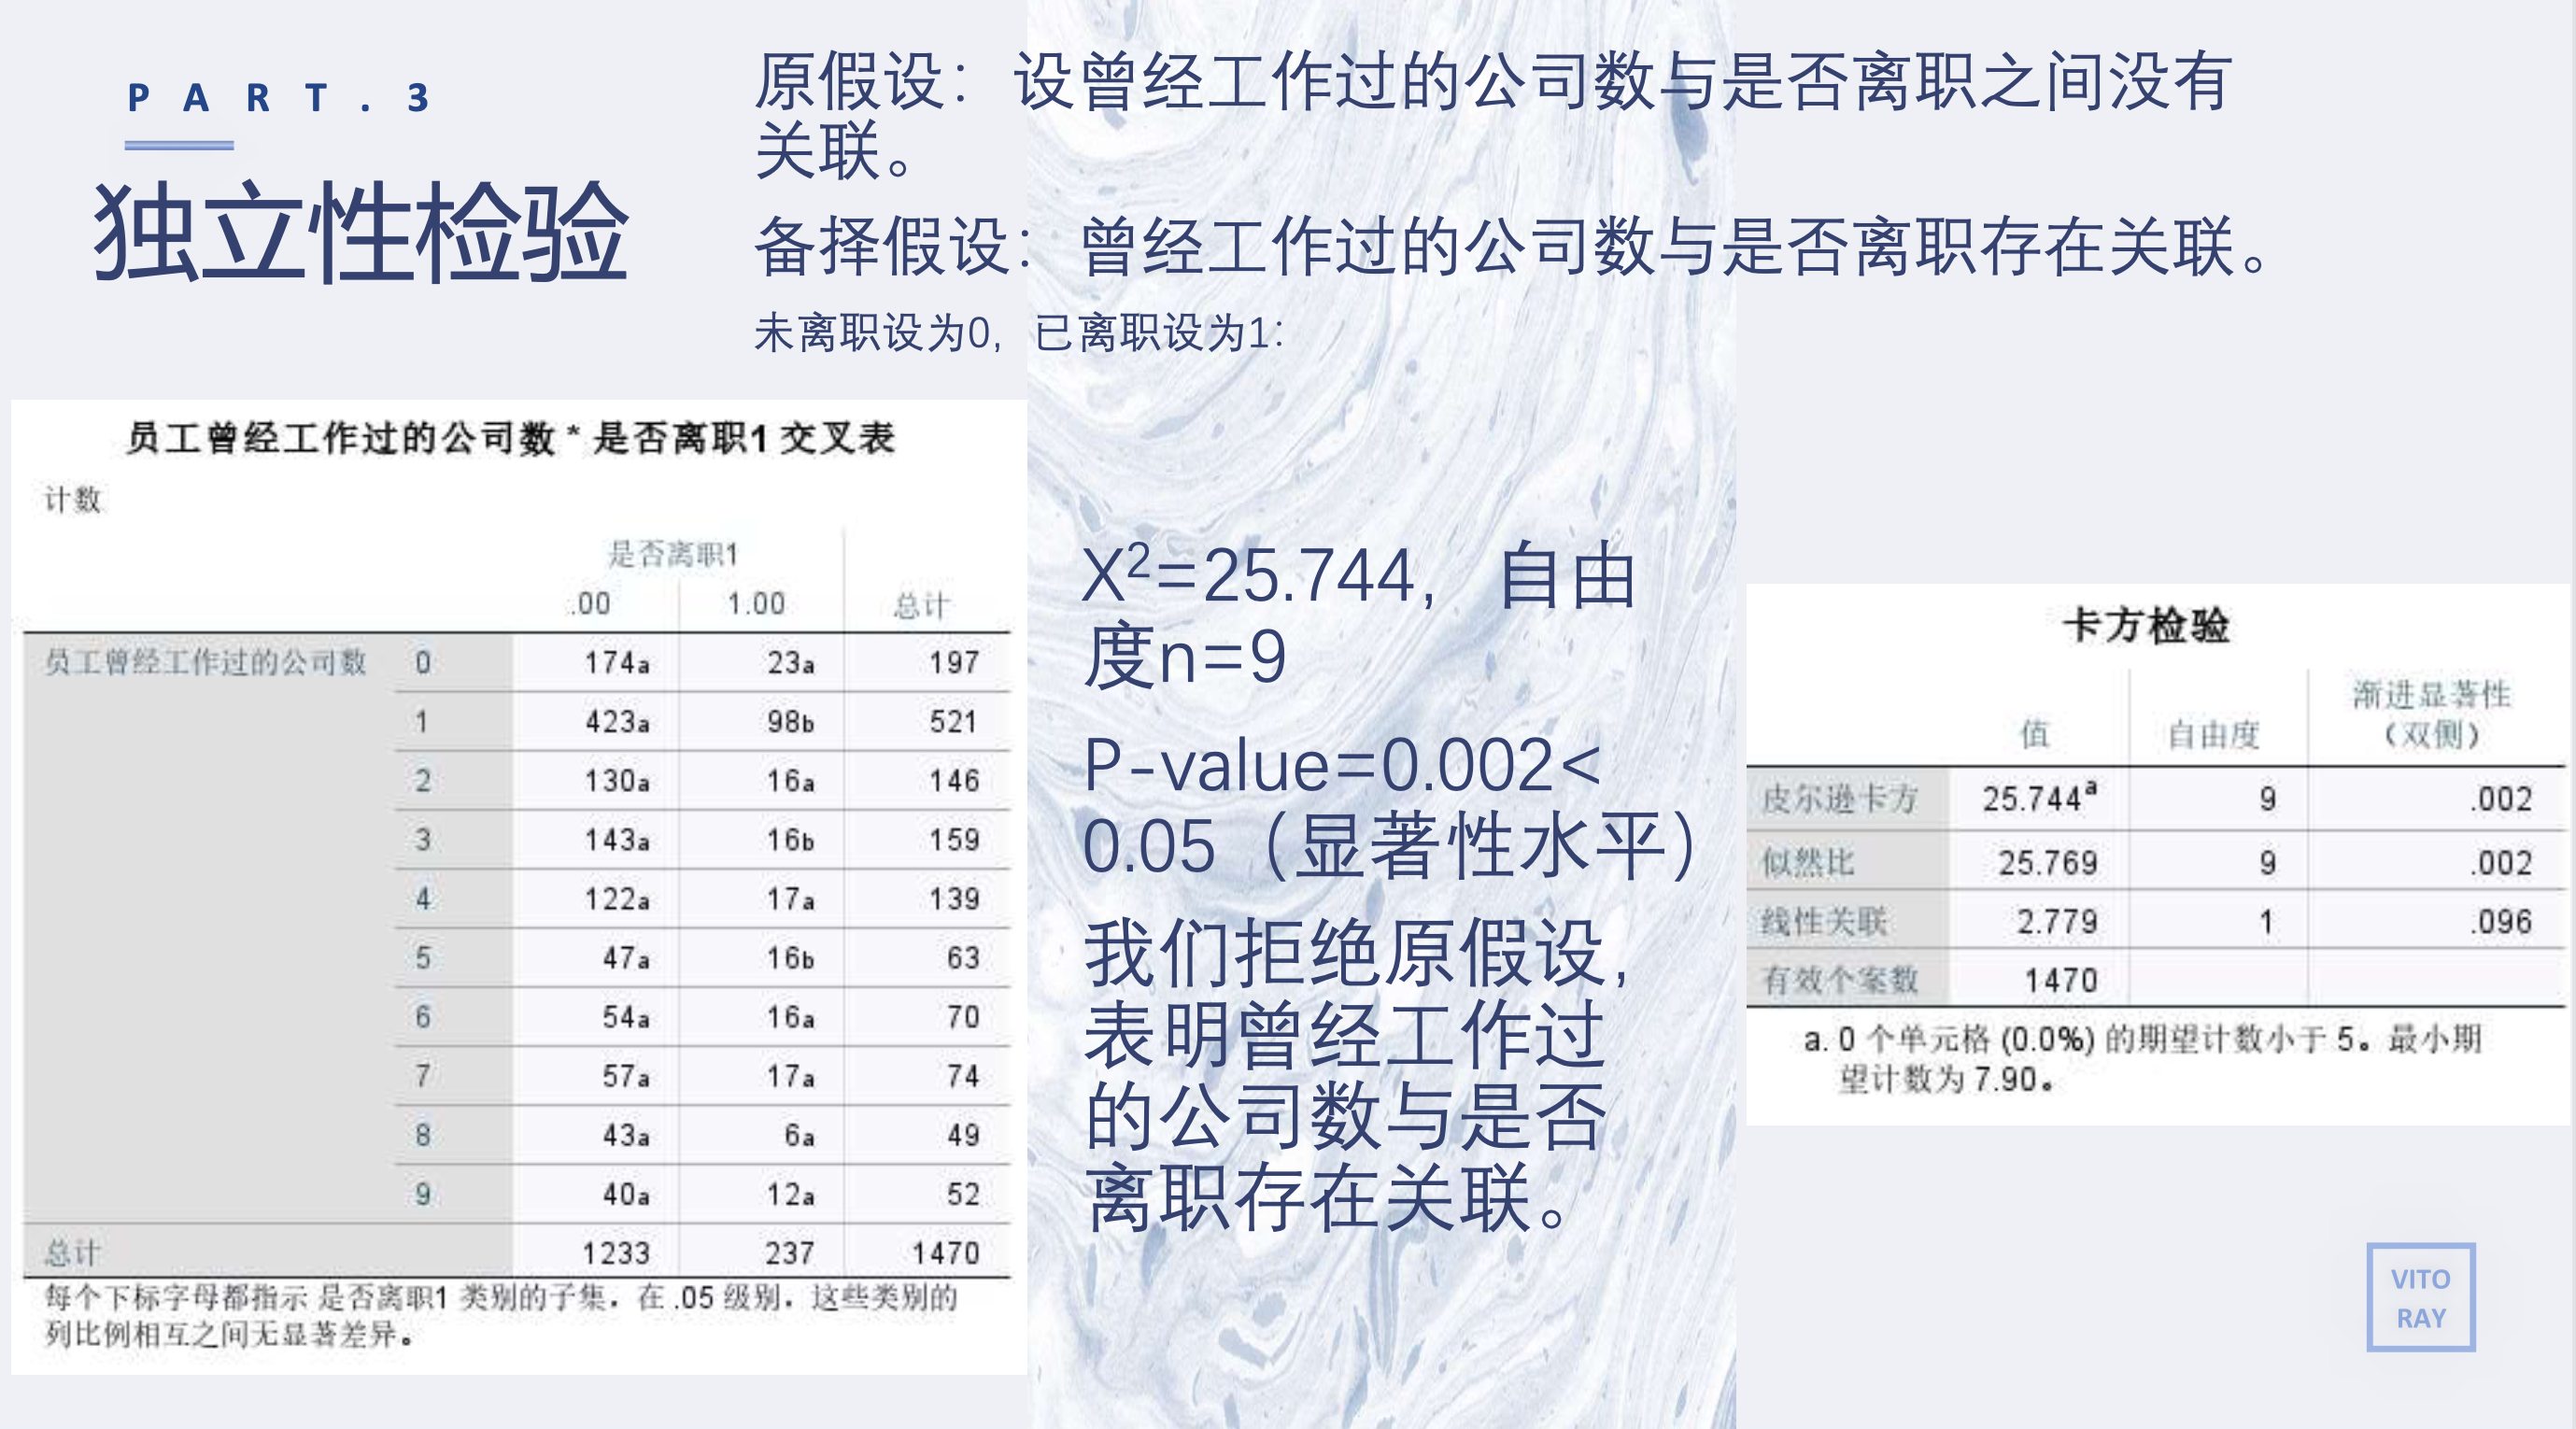 PART.3
独立性检验
原假设：设曾经工作过的公司数与是否离职之间没有
关联。
备择假设：曾经工作过的公司数与是否离职存在关联。
未离职设为0，已离职设为1：
员工曾经工作过的公司数 * 是否离职1 交叉表
计数
是否离职1
.00 1.00 总计
员工曾经工作过的公司数 0 174a 23a 197
1 423a 98b 521
2 130a 16a 146
3 143a 16b 159
4 122a 17a 139
5 47a 16b 63
6 54a 16a 70
7 57a 17a 74
8 43a 6a 49
9 40a 12a 52
总计 1233 237 1470
每个下标字母都指示 是否离职1 类别的子集，在 .05 级别，这些类别的
列比例相互之间无显著差异。
X²=25.744，自由
度n=9
P-value=0.002<
0.05（显著性水平）
我们拒绝原假设，
表明曾经工作过
的公司数与是否
离职存在关联。
卡方检验
值 自由度 渐进显著性
（双侧）
皮尔逊卡方 25.744ª 9 .002
似然比 25.769 9 .002
线性关联 2.779 1 .096
有效个案数 1470
a. 0 个单元格 (0.0%) 的期望计数小于 5。最小期
望计数为 7.90。
VITO
RAY